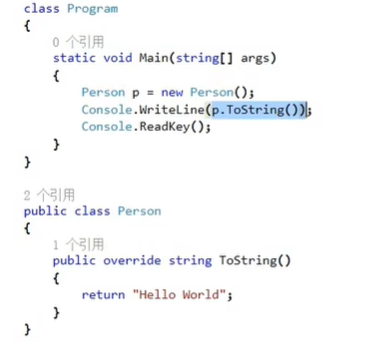 class Program
{
0 个引用
static void Main(string[] args)
{
Person p = new Person();
Console.WriteLine(p.ToString());
Console.ReadKey();
}
}
2 个引用
public class Person
{
1 个引用
public override string ToString()
{
return "Hello World";
}
}